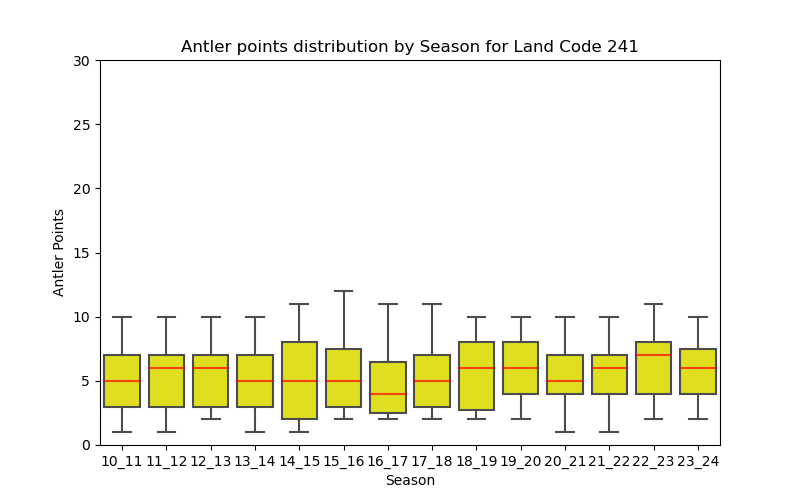 Antler points distribution by Season for Land Code 241
30
25
20
15
10
5
0
Antler Points
10_11 11_12 12_13 13_14 14_15 15_16 16_17 17_18 18_19 19_20 20_21 21_22 22_23 23_24
Season